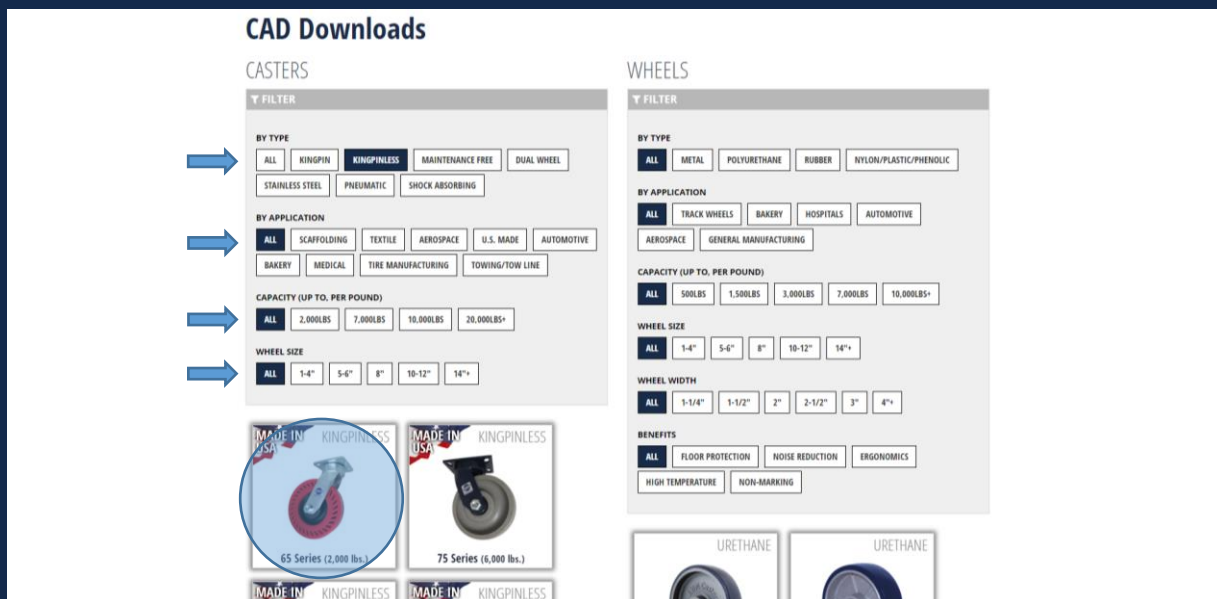 CAD Downloads
CASTERS
FILTER
BY TYPE
ALL KINGPIN KINGPINLESS MAINTENANCE FREE DUAL WHEEL
STAINLESS STEEL PNEUMATIC SHOCK ABSORBING
BY APPLICATION
ALL SCAFFOLDING TEXTILE AEROSPACE U.S. MADE AUTOMOTIVE
BAKERY MEDICAL TIRE MANUFACTURING TOWING/TOW LINE
CAPACITY (UP TO, PER POUND)
ALL 2,000LBS 7,000LBS 10,000LBS 20,000LBS+
WHEEL SIZE
ALL 1-4" 5-6" 8" 10-12" 14"+
MADE IN USA KINGPINLESS
65 Series (2,000 lbs.)
MADE IN USA KINGPINLESS
75 Series (6,000 lbs.)
MADE IN KINGPINLESS
MADE IN KINGPINLESS
WHEELS
FILTER
BY TYPE
ALL METAL POLYURETHANE RUBBER NYLON/PLASTIC/PHENOLIC
BY APPLICATION
ALL TRACK WHEELS BAKERY HOSPITALS AUTOMOTIVE
AEROSPACE GENERAL MANUFACTURING
CAPACITY (UP TO, PER POUND)
ALL 500LBS 1,500LBS 3,000LBS 7,000LBS 10,000LBS+
WHEEL SIZE
ALL 1-4" 5-6" 8" 10-12" 14"+
WHEEL WIDTH
ALL 1-1/4" 1-1/2" 2" 2-1/2" 3" 4"+
BENEFITS
ALL FLOOR PROTECTION NOISE REDUCTION ERGONOMICS
HIGH TEMPERATURE NON-MARKING
URETHANE
URETHANE